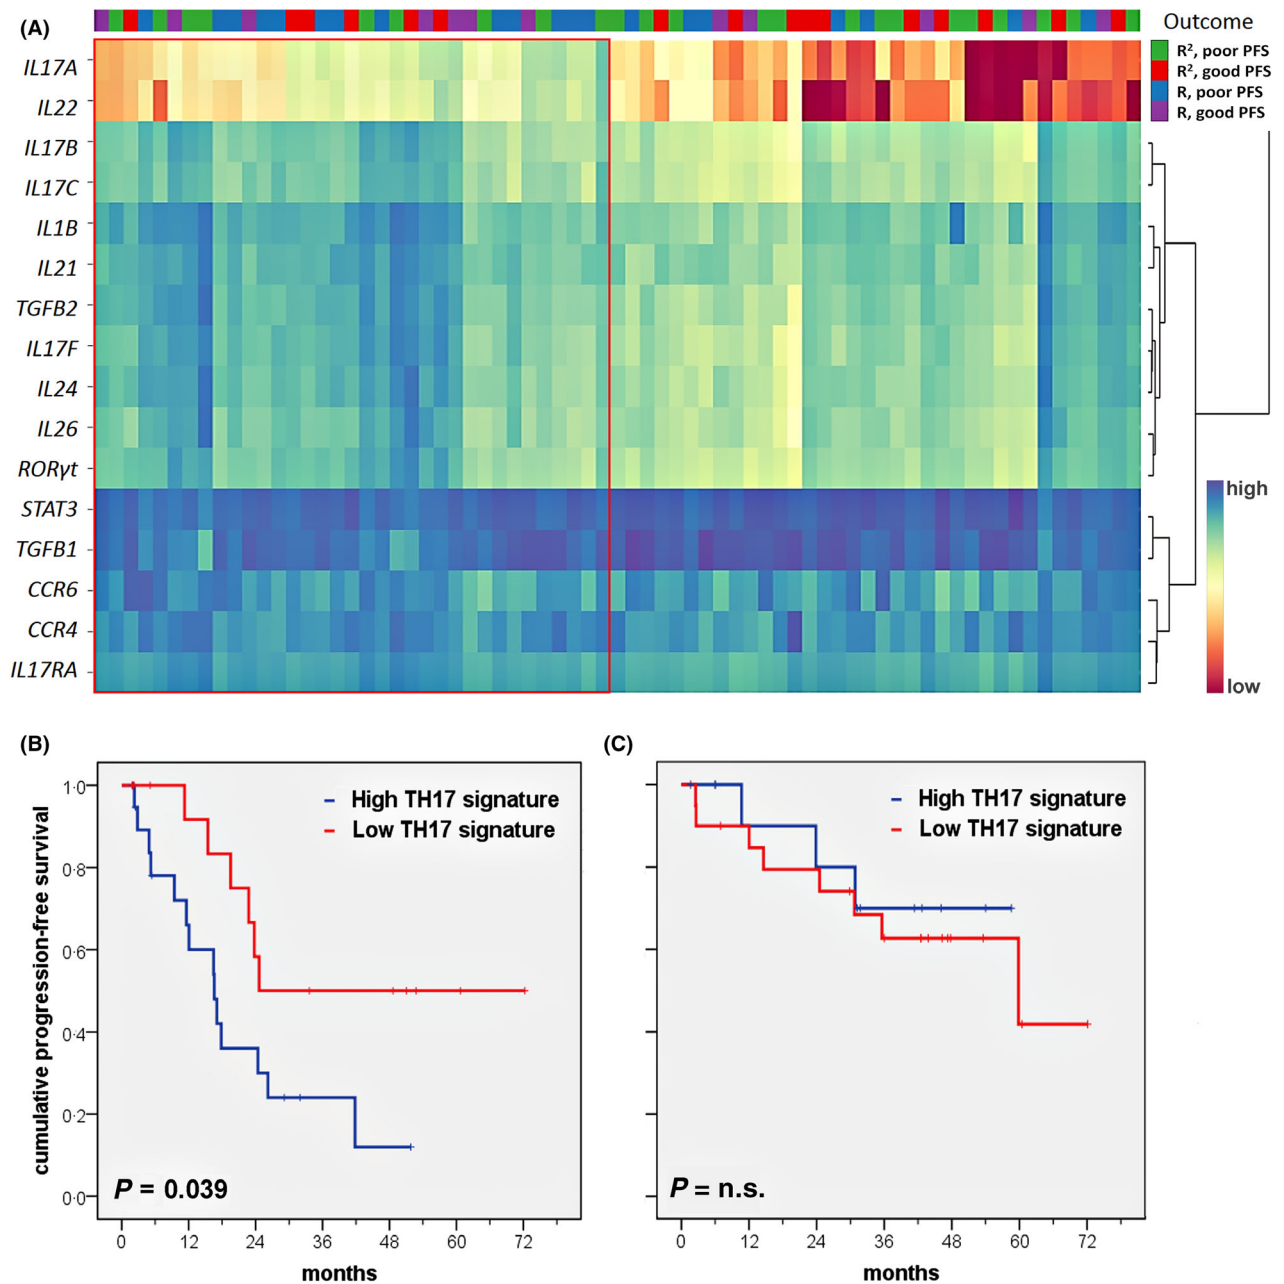 (A)
Outcome
R², poor PFS
R², good PFS
R, poor PFS
R, good PFS
IL17A
IL22
IL17B
IL17C
IL1B
IL21
TGFB2
IL17F
IL24
IL26
RORγt
STAT3
TGFB1
CCR6
CCR4
IL17RA
high
low
(B)
cumulative progression-free survival
1·0
0·8
0·6
0·4
0·2
0·0
High TH17 signature
Low TH17 signature
P = 0.039
0 12 24 36 48 60 72
months
(C)
High TH17 signature
Low TH17 signature
P = n.s.
0 12 24 36 48 60 72
months